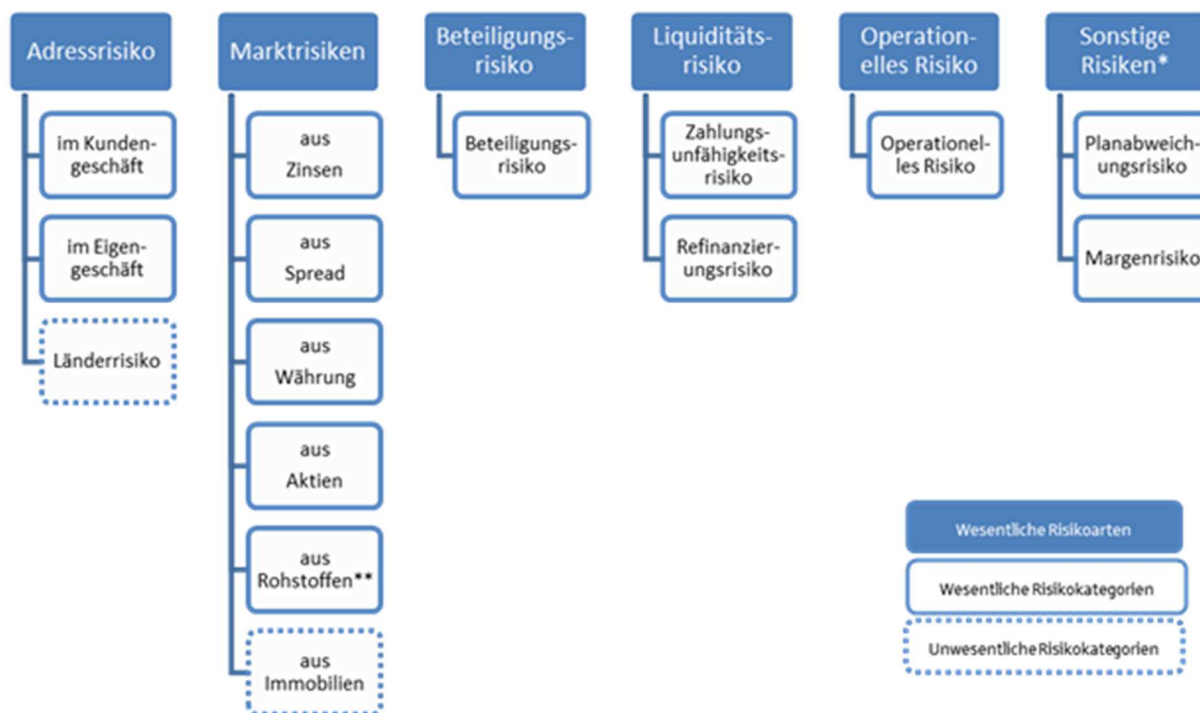 Adressrisiko
im Kunden-
geschäft
im Eigen-
geschäft
Länderrisiko
Marktrisiken
aus
Zinsen
aus
Spread
aus
Währung
aus
Aktien
aus
Rohstoffen**
aus
Immobilien
Beteiligungs-
risiko
Beteiligungs-
risiko
Liquiditäts-
risiko
Zahlungs-
unfähigkeits-
risiko
Refinanzier-
ungsrisiko
Operation-
elles Risiko
Operationel-
les Risiko
Sonstige
Risiken*
Planabweich-
ungsrisiko
Margenrisiko
Wesentliche Risikoarten
Wesentliche Risikokategorien
Unwesentliche Risikokategorien